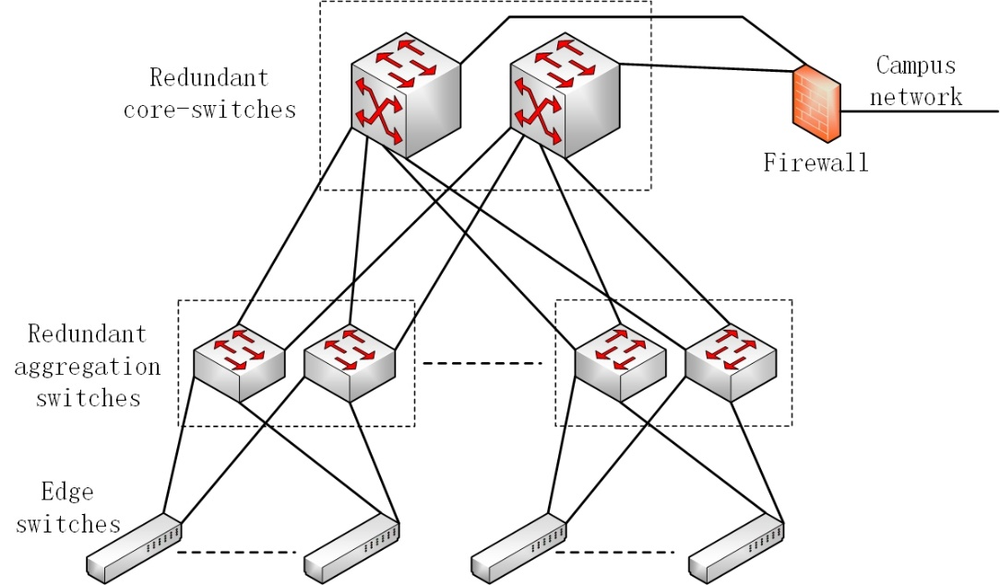 Redundant
core-switches
Campus
network
Firewall
Redundant
aggregation
switches
Edge
switches